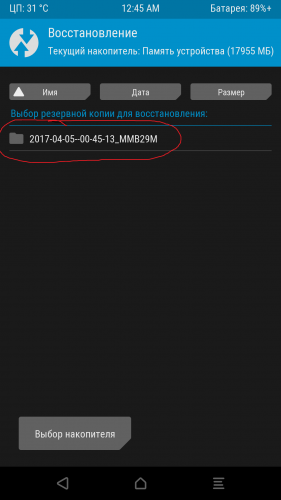 ЦП: 31 °C 12:45 AM Батарея: 89%+
Восстановление
Текущий накопитель: Память устройства (17955 МБ)
Имя Дата Размер
Выбор резервной копии для восстановления:
2017-04-05--00-45-13_MMB29M
Выбор накопителя